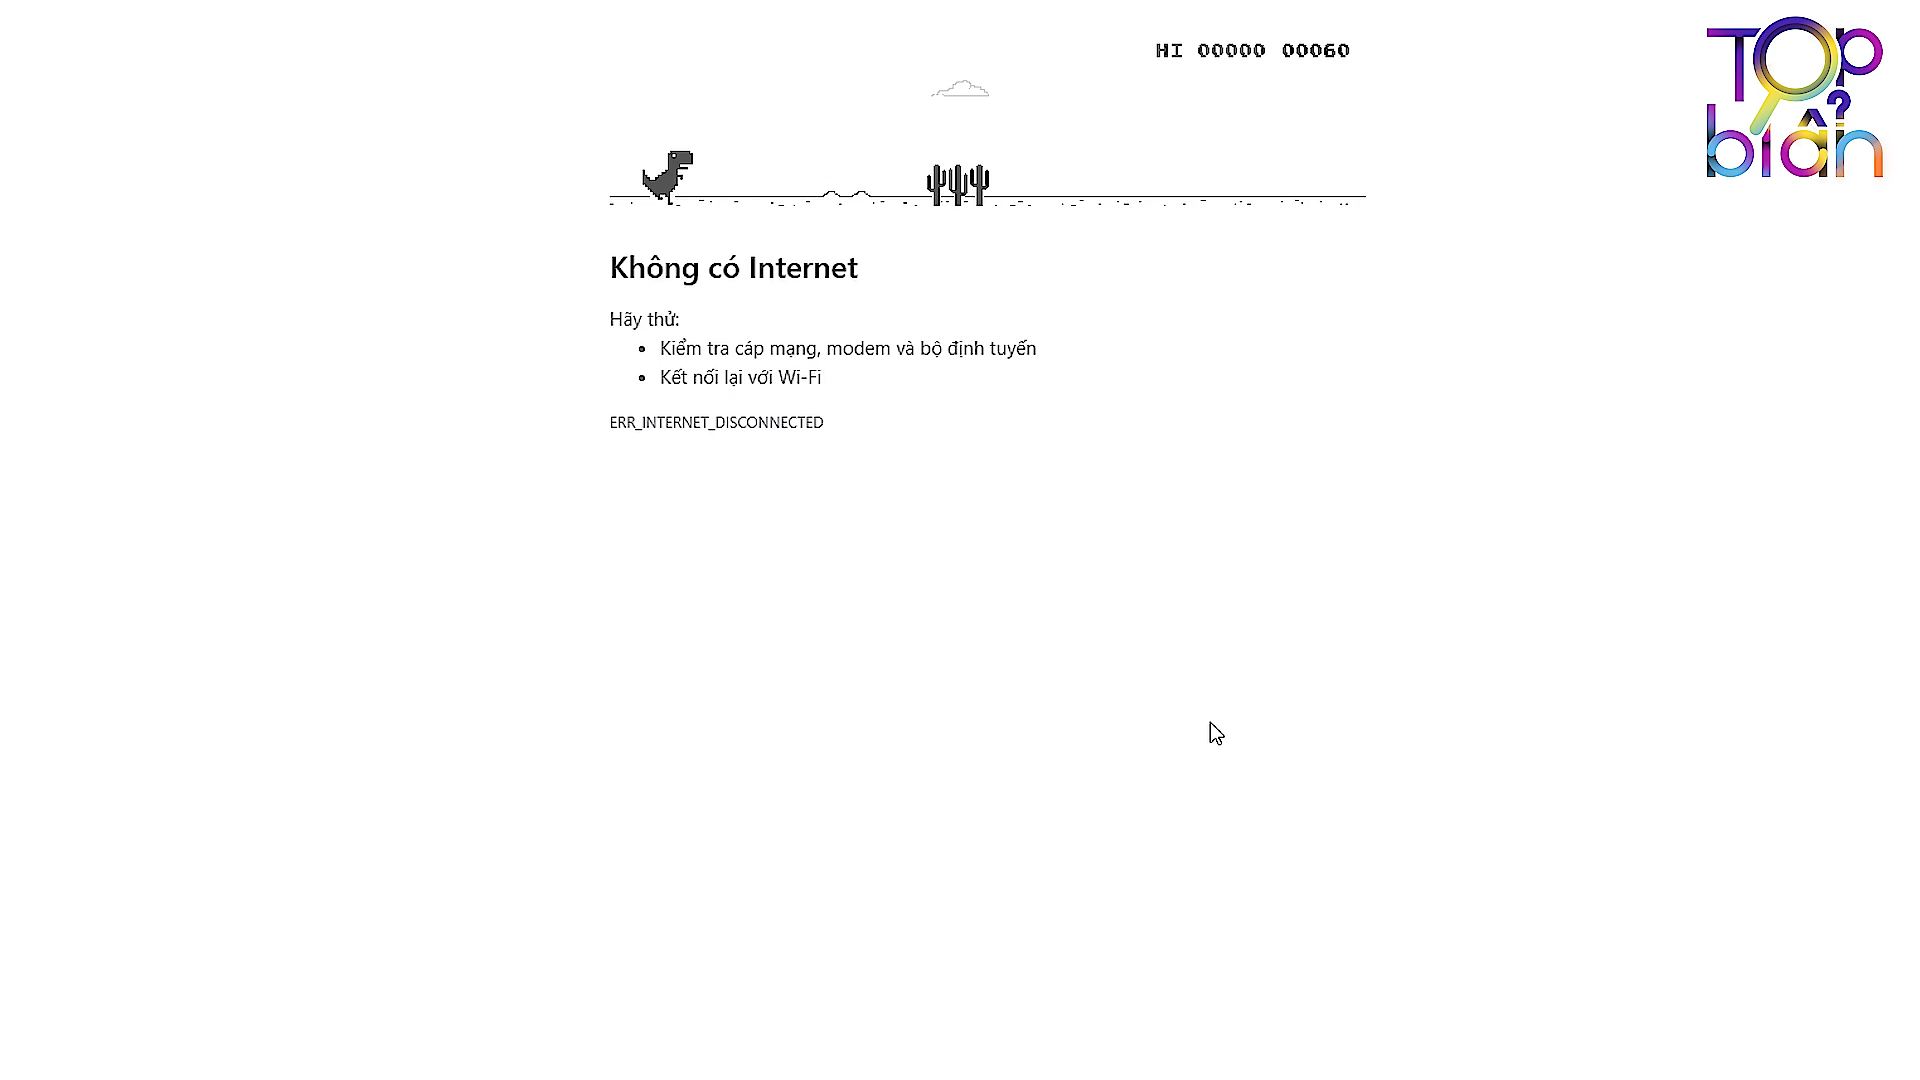 HI 00000 00060
TOP
bí ẩn
Không có Internet
Hãy thử:
Kiểm tra cáp mạng, modem và bộ định tuyến
Kết nối lại với Wi-Fi
ERR_INTERNET_DISCONNECTED